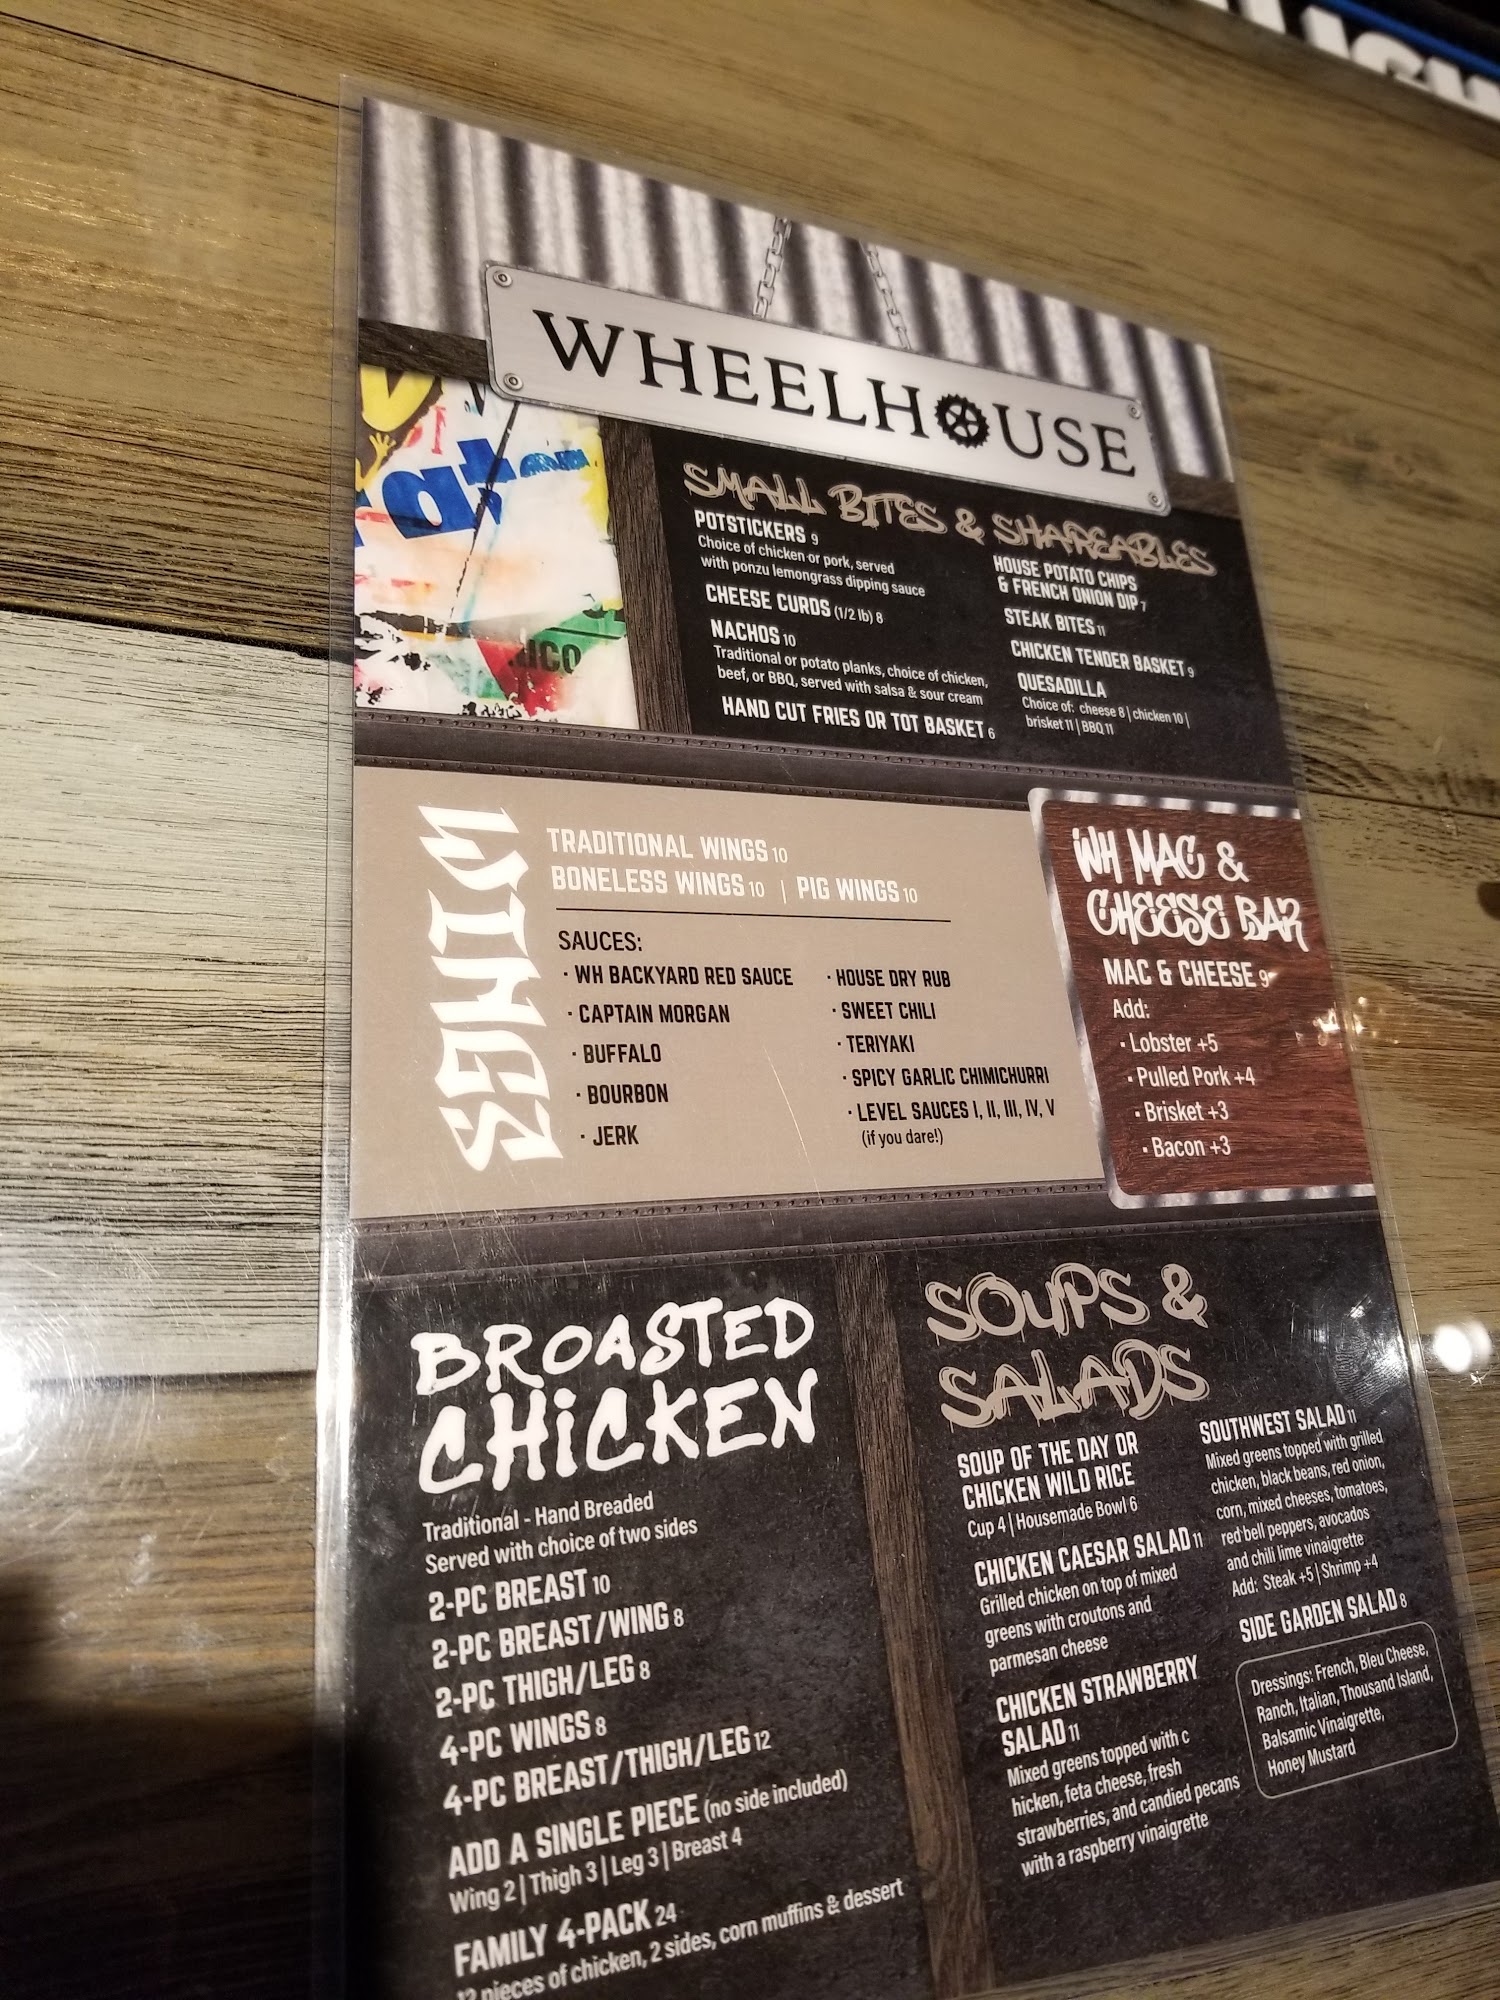 LIGH
WHEELHOUSE
SMALL BITES & SHAREABLES
POTSTICKERS 9
Choice of chicken or pork, served
with ponzu lemongrass dipping sauce
CHEESE CURDS (1/2 lb) 8
NACHOS 10
Traditional or potato planks, choice of chicken,
beef, or BBQ, served with salsa & sour cream
HAND CUT FRIES OR TOT BASKET 6
HOUSE POTATO CHIPS
& FRENCH ONION DIP 7
STEAK BITES 11
CHICKEN TENDER BASKET 9
QUESADILLA
Choice of: cheese 8 | chicken 10 |
brisket 11 | BBQ 11
WINGS
TRADITIONAL WINGS 10
BONELESS WINGS 10 | PIG WINGS 10
SAUCES:
· WH BACKYARD RED SAUCE
· CAPTAIN MORGAN
· BUFFALO
· BOURBON
· JERK
· HOUSE DRY RUB
· SWEET CHILI
· TERIYAKI
· SPICY GARLIC CHIMICHURRI
· LEVEL SAUCES I, II, III, IV, V
(if you dare!)
WH MAC &
CHEESE BAR
MAC & CHEESE 9
Add:
· Lobster +5
· Pulled Pork +4
· Brisket +3
· Bacon +3
BROASTED
CHICKEN
Traditional - Hand Breaded
Served with choice of two sides
2-PC BREAST 10
2-PC BREAST/WING 8
2-PC THIGH/LEG 8
4-PC WINGS 8
4-PC BREAST/THIGH/LEG 12
ADD A SINGLE PIECE (no side included)
Wing 2 | Thigh 3 | Leg 3 | Breast 4
FAMILY 4-PACK 24
12 pieces of chicken, 2 sides, corn muffins & dessert
SOUPS &
SALADS
SOUP OF THE DAY OR
CHICKEN WILD RICE
Cup 4 | Housemade Bowl 6
CHICKEN CAESAR SALAD 11
Grilled chicken on top of mixed
greens with croutons and
parmesan cheese
CHICKEN STRAWBERRY
SALAD 11
Mixed greens topped with c
hicken, feta cheese, fresh
strawberries, and candied pecans
with a raspberry vinaigrette
SOUTHWEST SALAD 11
Mixed greens topped with grilled
chicken, black beans, red onion,
corn, mixed cheeses, tomatoes,
red bell peppers, avocados
and chili lime vinaigrette
Add: Steak +5 | Shrimp +4
SIDE GARDEN SALAD 8
Dressings: French, Bleu Cheese,
Ranch, Italian, Thousand Island,
Balsamic Vinaigrette,
Honey Mustard